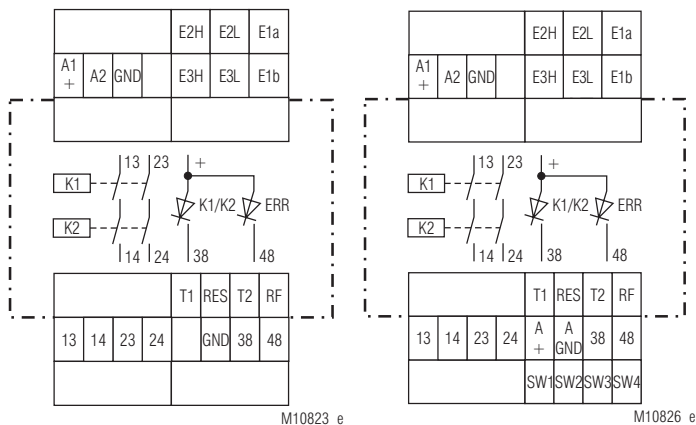 E2H E2L E1a
A1 + A2 GND E3H E3L E1b
13 23 +
K1
K1/K2 ERR
K2
14 24 38 48
T1 RES T2 RF
13 14 23 24 GND 38 48
M10823_e
E2H E2L E1a
A1 + A2 GND E3H E3L E1b
13 23 +
K1
K1/K2 ERR
K2
14 24 38 48
T1 RES T2 RF
13 14 23 24 A + A GND 38 48
SW1 SW2 SW3 SW4
M10826_e